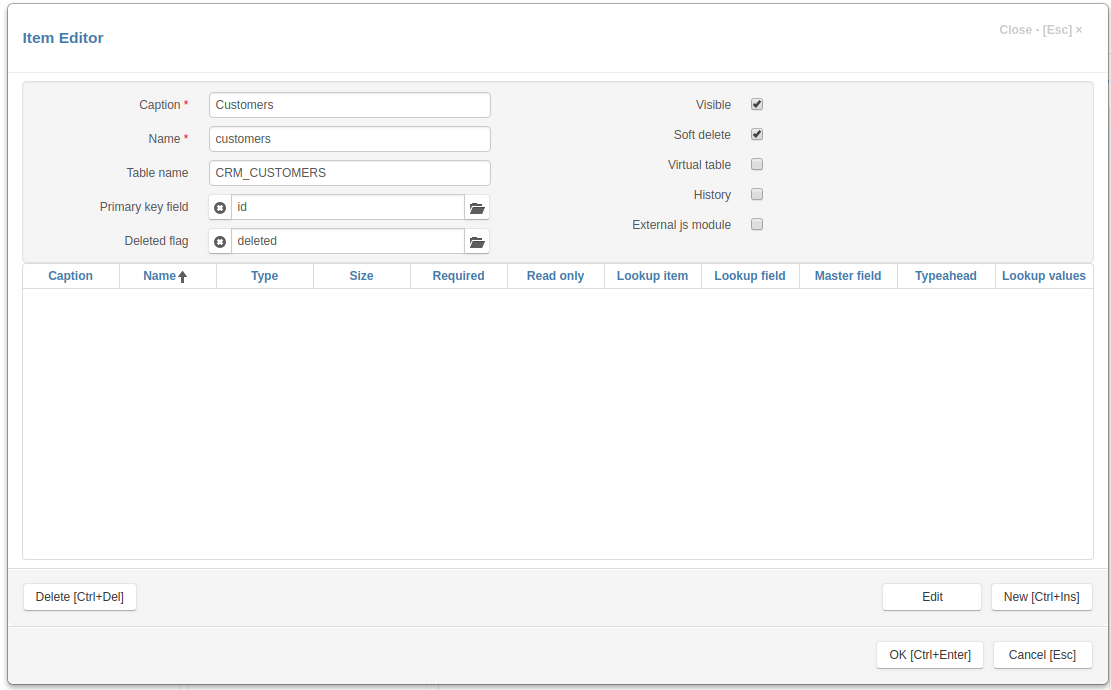 Item Editor
Close - [Esc] ×
Caption * Customers
Visible
Name * customers
Soft delete
Table name CRM_CUSTOMERS
Virtual table
Primary key field id
History
Deleted flag deleted
External js module
Caption Name Type Size Required Read only Lookup item Lookup field Master field Typeahead Lookup values
Delete [Ctrl+Del] Edit New [Ctrl+Ins]
OK [Ctrl+Enter] Cancel [Esc]